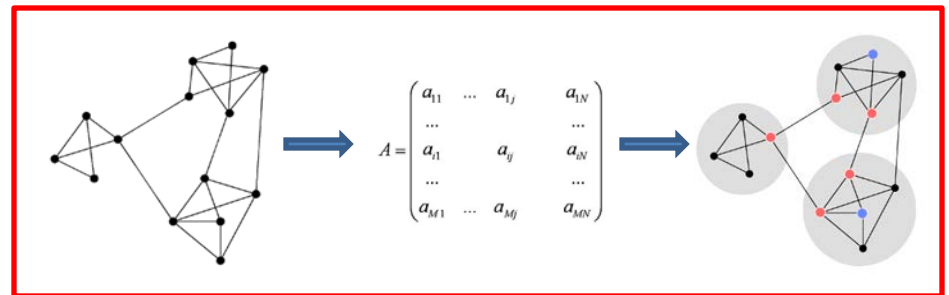 a11 ... a1j a1N
... ...
A = ai1 aij aiN
... ...
aM1 ... aMj aMN